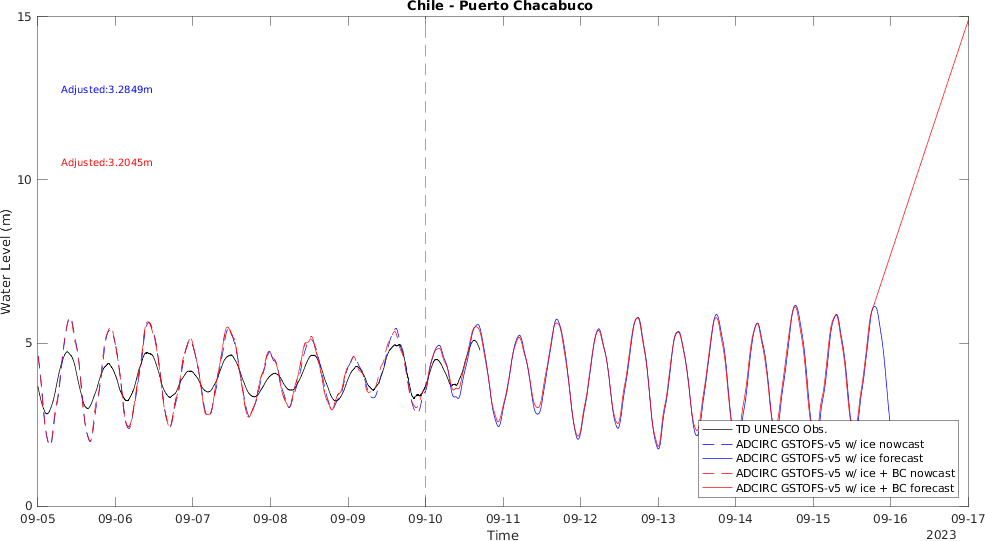 Chile - Puerto Chacabuco
15
Adjusted:3.2849m
Adjusted:3.2045m
10
Water Level (m)
5
TD UNESCO Obs.
ADCIRC GSTOFS-v5 w/ ice nowcast
ADCIRC GSTOFS-v5 w/ ice forecast
ADCIRC GSTOFS-v5 w/ ice + BC nowcast
ADCIRC GSTOFS-v5 w/ ice + BC forecast
0
09-05 09-06 09-07 09-08 09-09 09-10 09-11 09-12 09-13 09-14 09-15 09-16 09-17
Time
2023